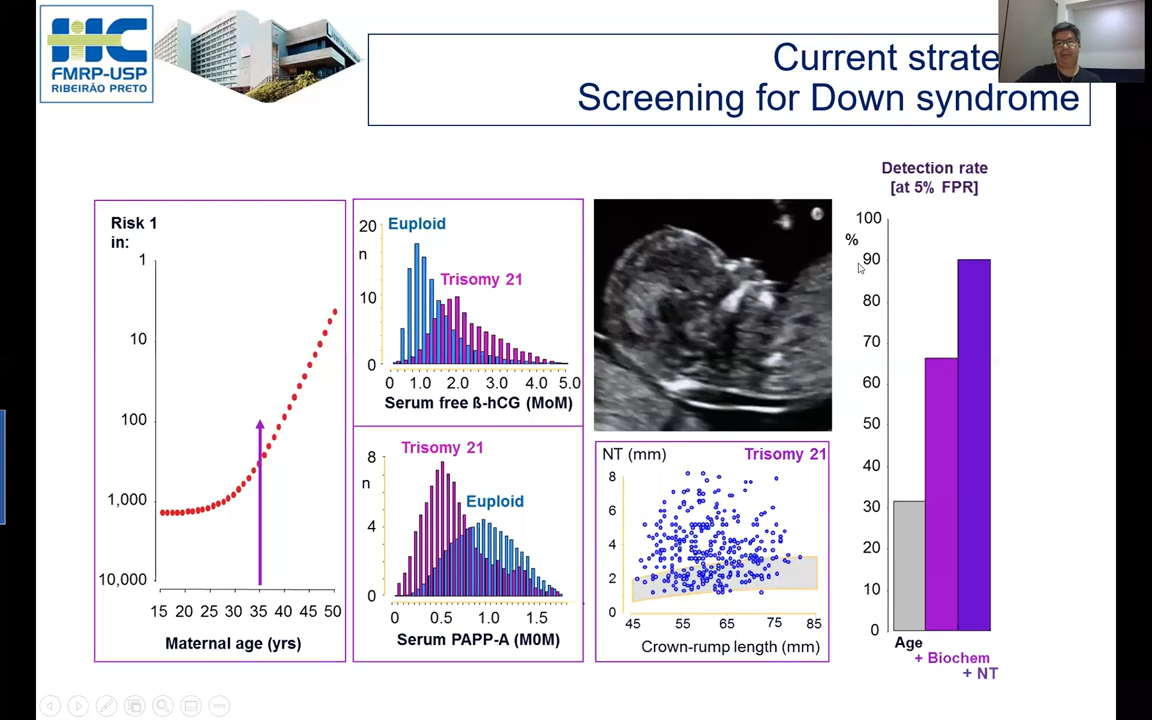 HC
FMRP-USP
RIBEIRÃO PRETO
Current strate
Screening for Down syndrome
Risk 1
in:
1
10
100
1,000
10,000
15 20 25 30 35 40 45 50
Maternal age (yrs)
20
n
10
0
Euploid
Trisomy 21
0 1.0 2.0 3.0 4.0 5.0
Serum free ß-hCG (MoM)
8
n
4
0
Trisomy 21
Euploid
0 0.5 1.0 1.5
Serum PAPP-A (M0M)
NT (mm)
Trisomy 21
8
6
4
2
0
45 55 65 75 85
Crown-rump length (mm)
Detection rate
[at 5% FPR]
100
%
90
80
70
60
50
40
30
20
10
0
Age
+ Biochem
+ NT